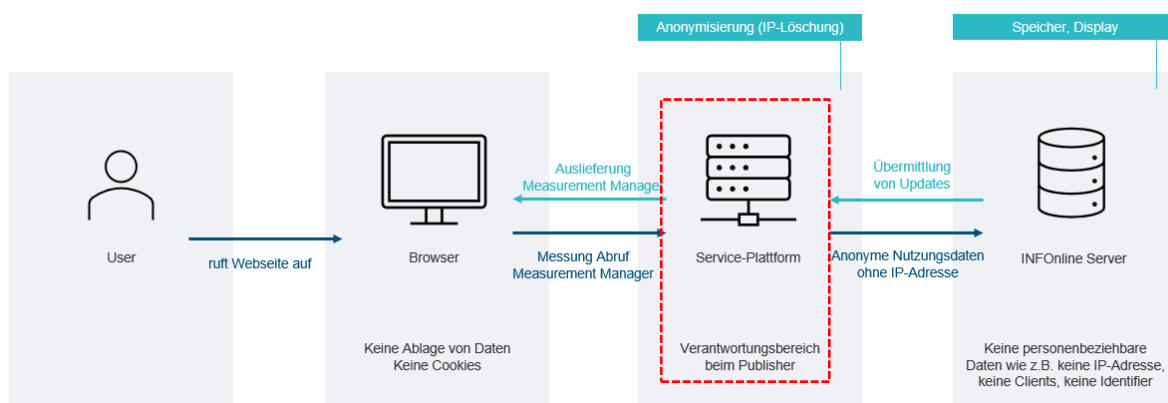 Anonymisierung (IP-Löschung)
Speicher, Display
Auslieferung
Measurement Manager
Übermittlung
von Updates
User
ruft Webseite auf
Browser
Messung Abruf
Measurement Manager
Service-Plattform
Anonyme Nutzungsdaten
ohne IP-Adresse
INFOnline Server
Keine Ablage von Daten
Keine Cookies
Verantwortungsbereich
beim Publisher
Keine personenbeziehbare
Daten wie z.B. keine IP-Adresse,
keine Clients, keine Identifier